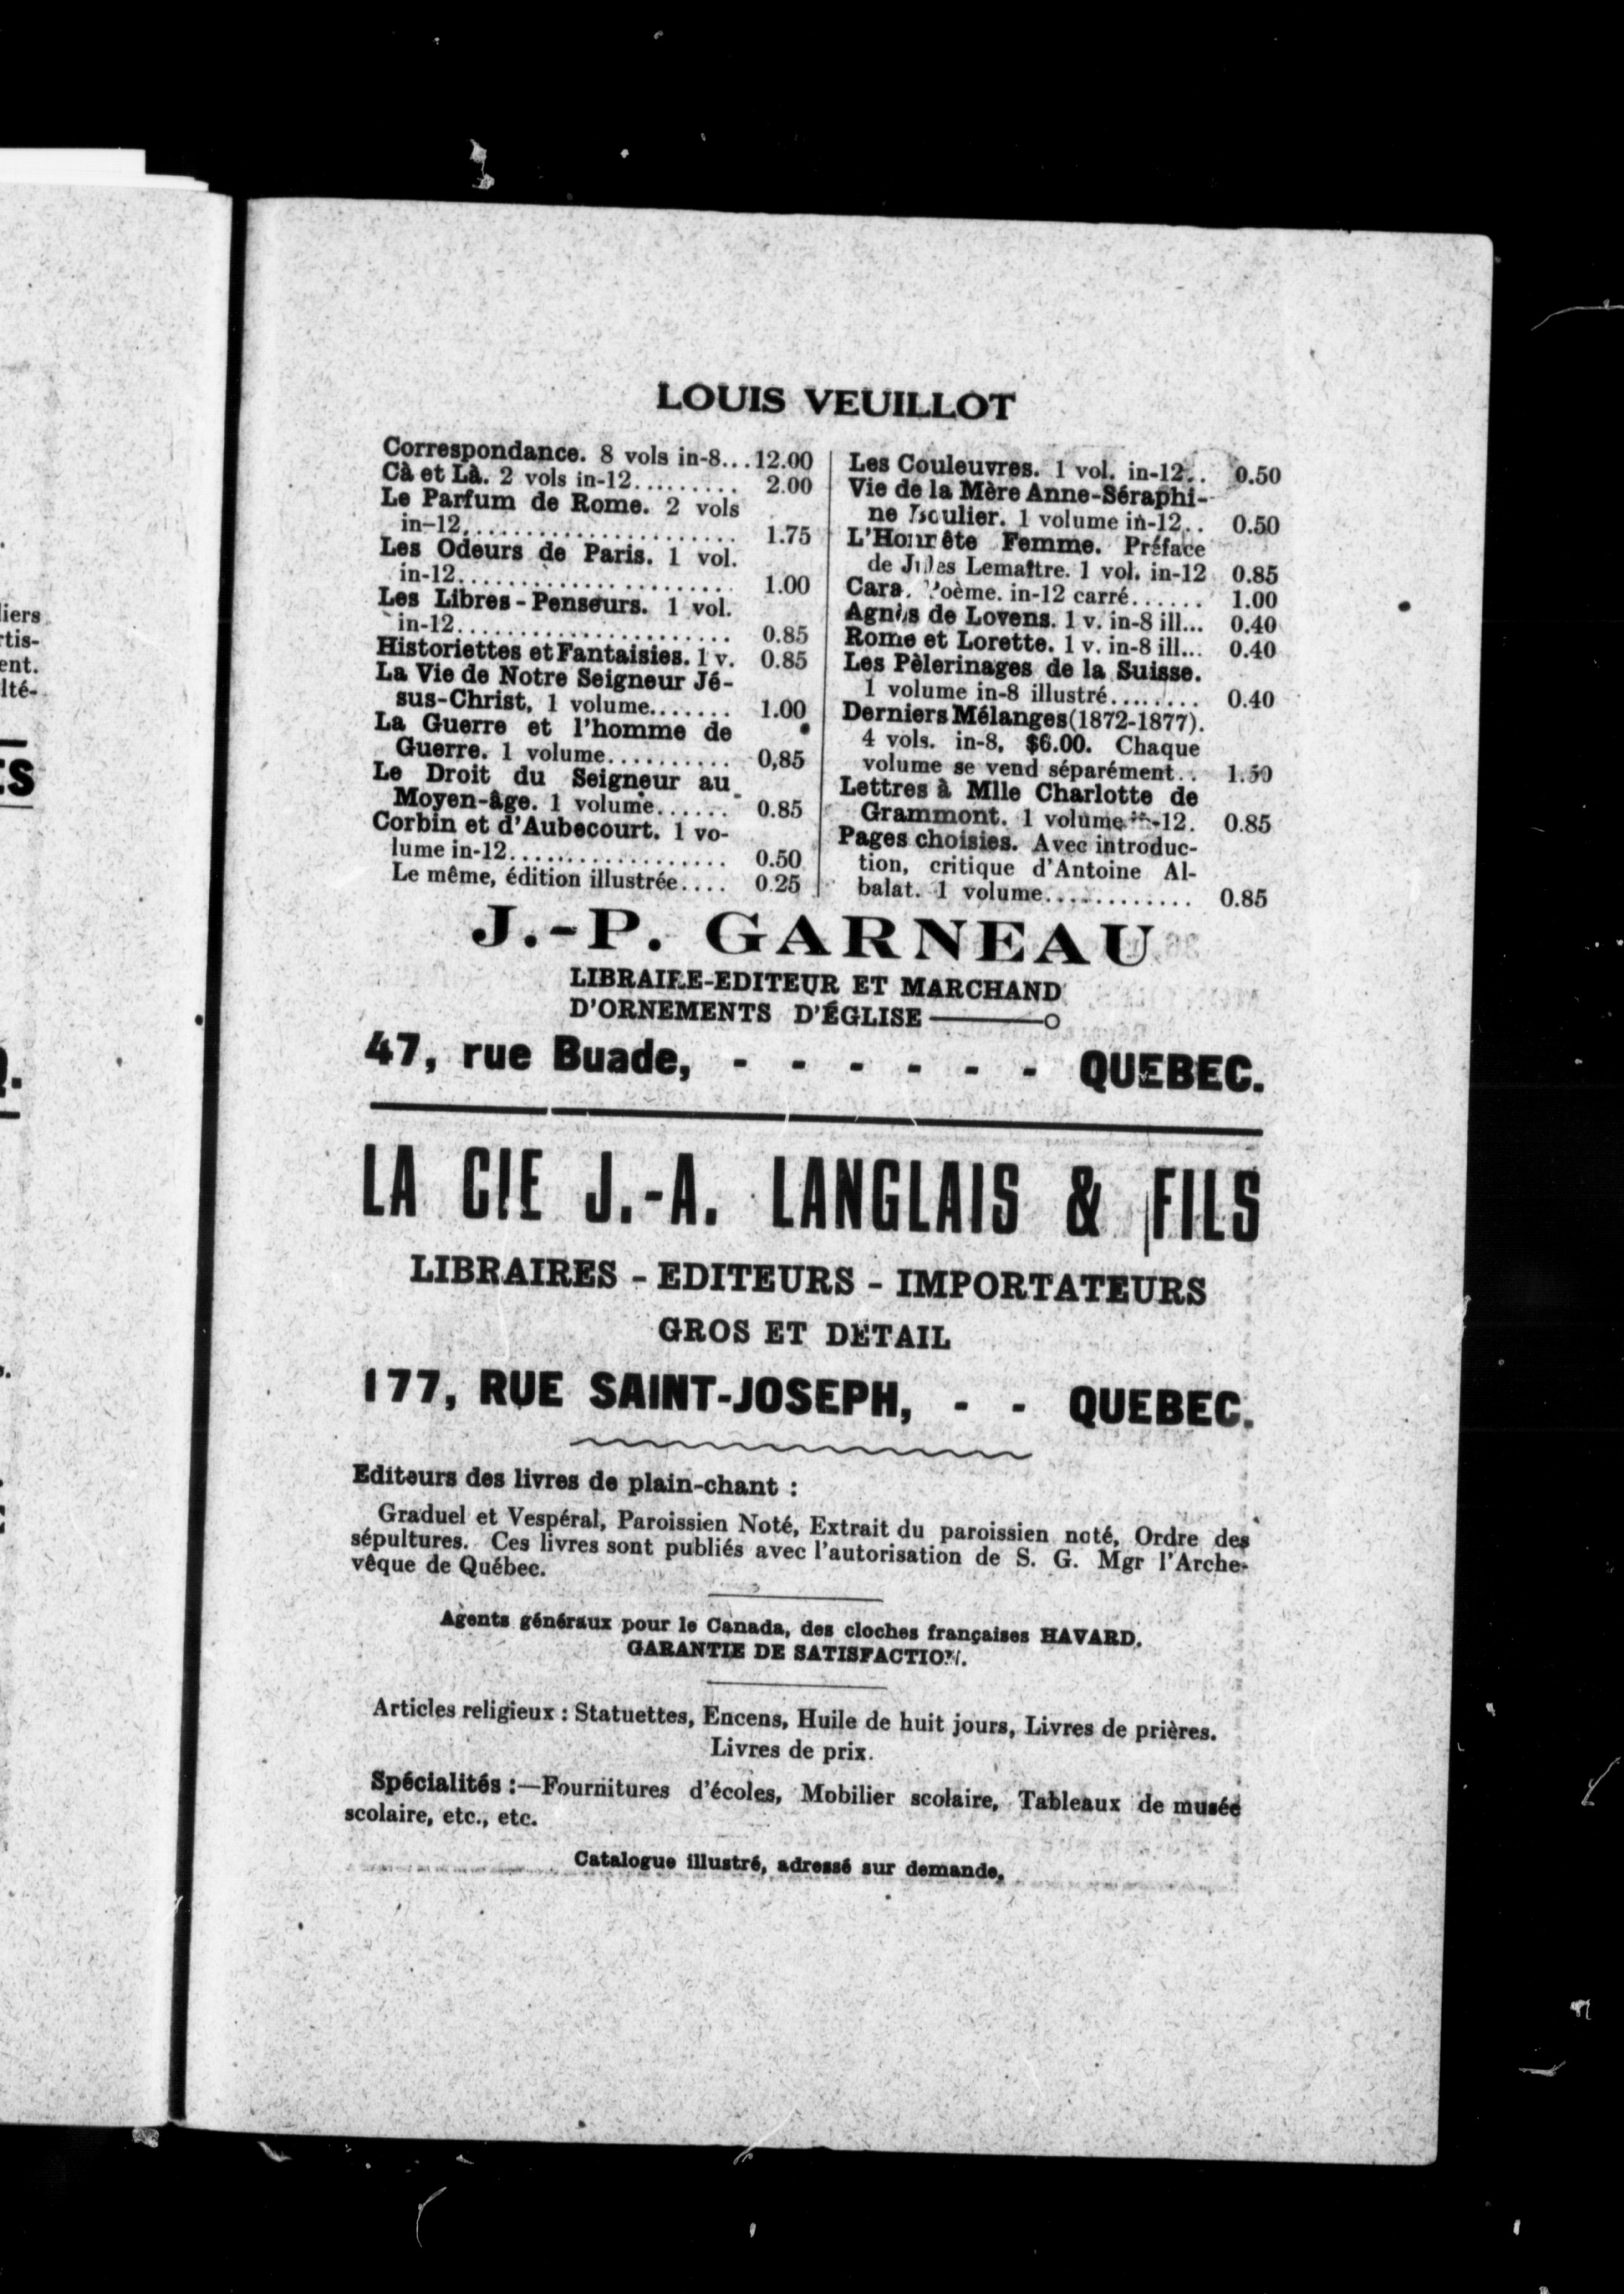 LOUIS VEUILLOT
Correspondance. 8 vols in-8...12.00
Cà et Là. 2 vols in-12......... 2.00
Le Parfum de Rome. 2 vols
in-12...................... 1.75
Les Odeurs de Paris. 1 vol.
in-12...................... 1.00
Les Libres-Penseurs. 1 vol.
in-12...................... 0.85
Historiettes et Fantaisies. 1 v. 0.85
La Vie de Notre Seigneur Jé-
sus-Christ, 1 volume....... 1.00
La Guerre et l'homme de
Guerre. 1 volume.......... 0,85
Le Droit du Seigneur au
Moyen-âge. 1 volume...... 0.85
Corbin et d'Aubecourt. 1 vo-
lume in-12.................. 0.50
Le même, édition illustrée.... 0.25
Les Couleuvres. 1 vol. in-12.. 0.50
Vie de la Mère Anne-Séraphi-
ne Boulier. 1 volume in-12.. 0.50
L'Honnête Femme. Préface
de Jules Lemaître. 1 vol. in-12 0.85
Cara. Poème. in-12 carré...... 1.00
Agnès de Lovens. 1 v. in-8 ill... 0.40
Rome et Lorette. 1 v. in-8 ill... 0.40
Les Pèlerinages de la Suisse.
1 volume in-8 illustré........ 0.40
Derniers Mélanges (1872-1877).
4 vols. in-8, $6.00. Chaque
volume se vend séparément.. 1.50
Lettres à Mlle Charlotte de
Grammont. 1 volume in-12. 0.85
Pages choisies. Avec introduc-
tion, critique d'Antoine Al-
balat. 1 volume............ 0.85
J.-P. GARNEAU
LIBRAIRE-EDITEUR ET MARCHAND
D'ORNEMENTS D'ÉGLISE
47, rue Buade, - - - - - - QUEBEC.
LA CIE J.-A. LANGLAIS & FILS
LIBRAIRES - EDITEURS - IMPORTATEURS
GROS ET DETAIL
177, RUE SAINT-JOSEPH, - - QUEBEC.
Editeurs des livres de plain-chant :
Graduel et Vespéral, Paroissien Noté, Extrait du paroissien noté, Ordre des
sépultures. Ces livres sont publiés avec l'autorisation de S. G. Mgr l'Arche-
vêque de Québec.
Agents généraux pour le Canada, des cloches françaises HAVARD.
GARANTIE DE SATISFACTION.
Articles religieux : Statuettes, Encens, Huile de huit jours, Livres de prières.
Livres de prix.
Spécialités :—Fournitures d'écoles, Mobilier scolaire, Tableaux de musée
scolaire, etc., etc.
Catalogue illustré, adressé sur demande,